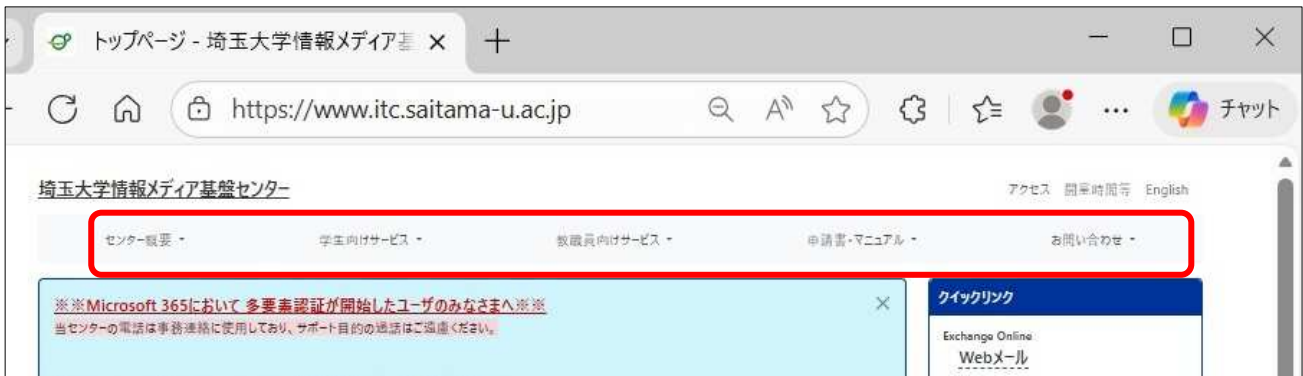 トップページ - 埼玉大学情報メディア基
https://www.itc.saitama-u.ac.jp
チャット
埼玉大学情報メディア基盤センター
アクセス 開室時間等 English
センター概要 学生向けサービス 教職員向けサービス 申請書・マニュアル お問い合わせ
※※Microsoft 365において 多要素認証が開始したユーザのみなさまへ※※
当センターの電話は事務連絡に使用しており、サポート目的の通話はご遠慮ください。
クイックリンク
Exchange Online
Webメール